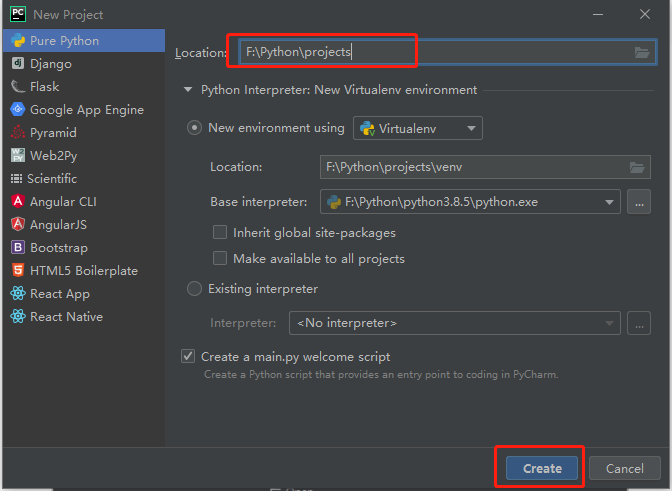 PC New Project
Pure Python
Location: F:\Python\projects
dj Django
Python Interpreter: New Virtualenv environment
Flask
Google App Engine
New environment using Virtualenv
Pyramid
Web2Py
Location: F:\Python\projects\venv
Scientific
Angular CLI
Base interpreter: F:\Python\python3.8.5\python.exe ...
AngularJS
Inherit global site-packages
B Bootstrap
Make available to all projects
5 HTML5 Boilerplate
React App
Existing interpreter
React Native
Interpreter: <No interpreter> ...
Create a main.py welcome script
Create a Python script that provides an entry point to coding in PyCharm.
Create Cancel